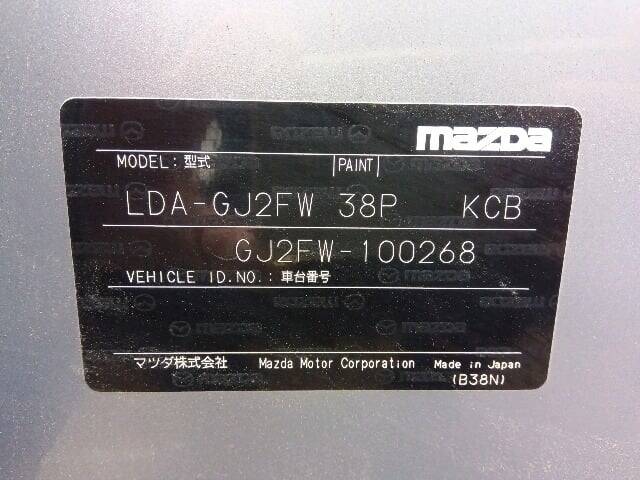 mazda
MODEL: 型式 PAINT
LDA-GJ2FW 38P KCB
GJ2FW-100268
VEHICLE ID.NO.: 車台番号
マツダ株式会社 Mazda Motor Corporation Made in Japan
(B38N)